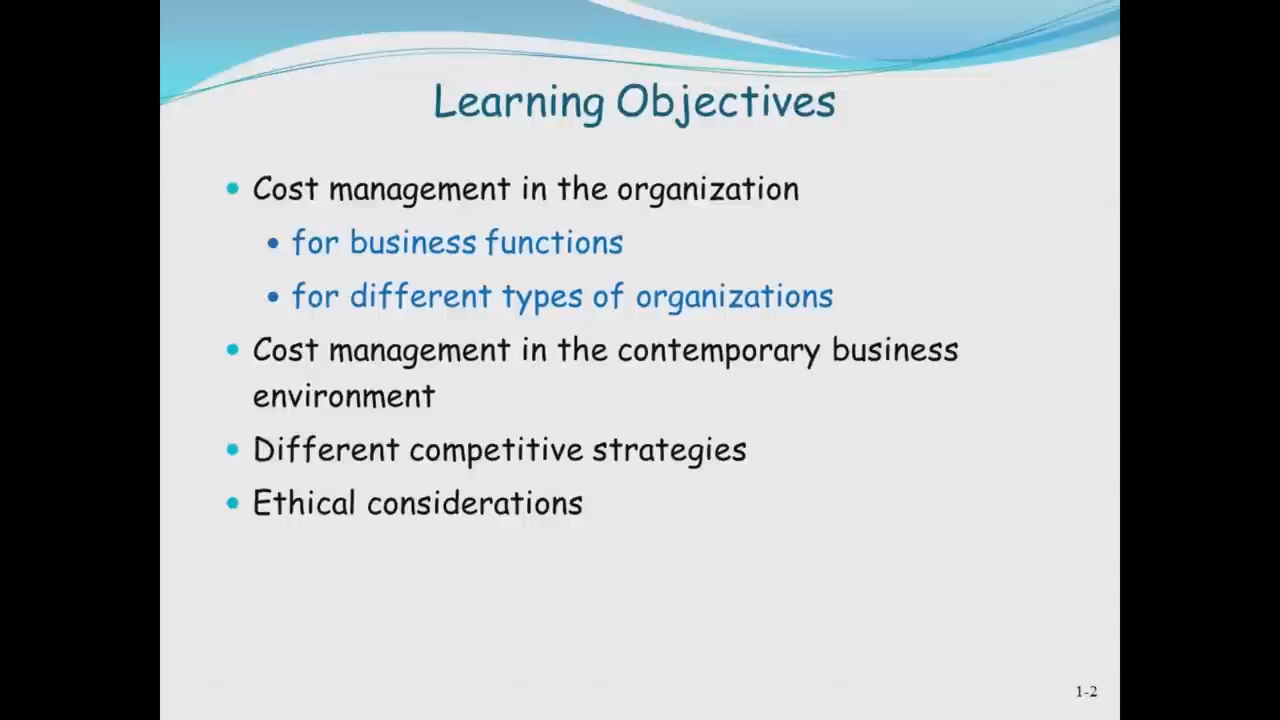 Learning Objectives
• Cost management in the organization
• for business functions
• for different types of organizations
• Cost management in the contemporary business
environment
• Different competitive strategies
• Ethical considerations
1-2